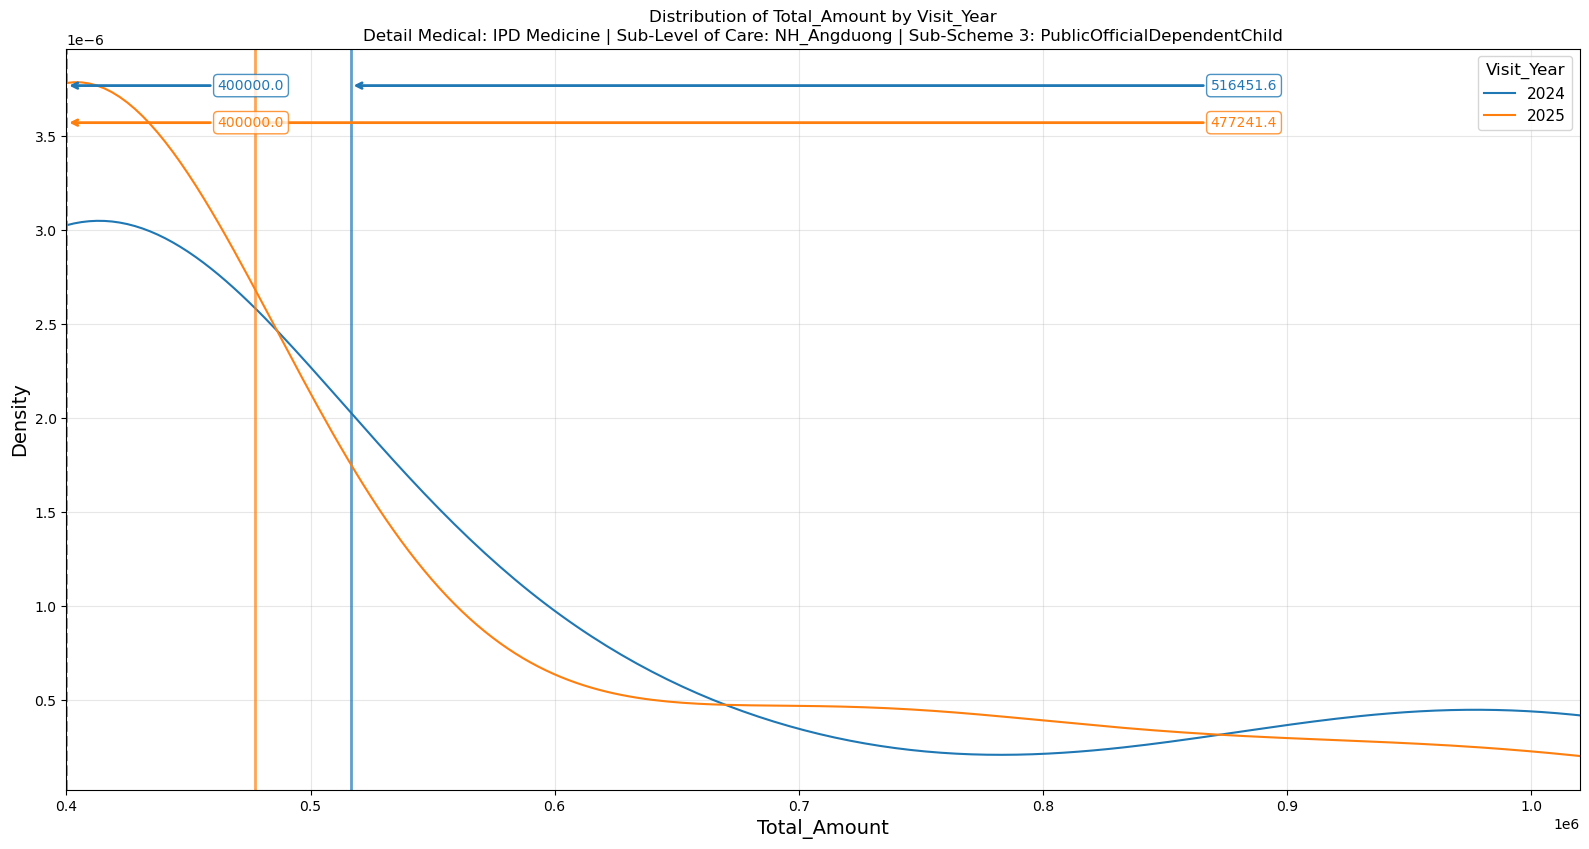 Distribution of Total_Amount by Visit_Year
Detail Medical: IPD Medicine | Sub-Level of Care: NH_Angduong | Sub-Scheme 3: PublicOfficialDependentChild
1e−6
Visit_Year
2024
2025
400000.0
516451.6
400000.0
477241.4
3.5
3.0
2.5
2.0
1.5
1.0
0.5
Density
0.4
0.5
0.6
0.7
0.8
0.9
1.0
1e6
Total_Amount